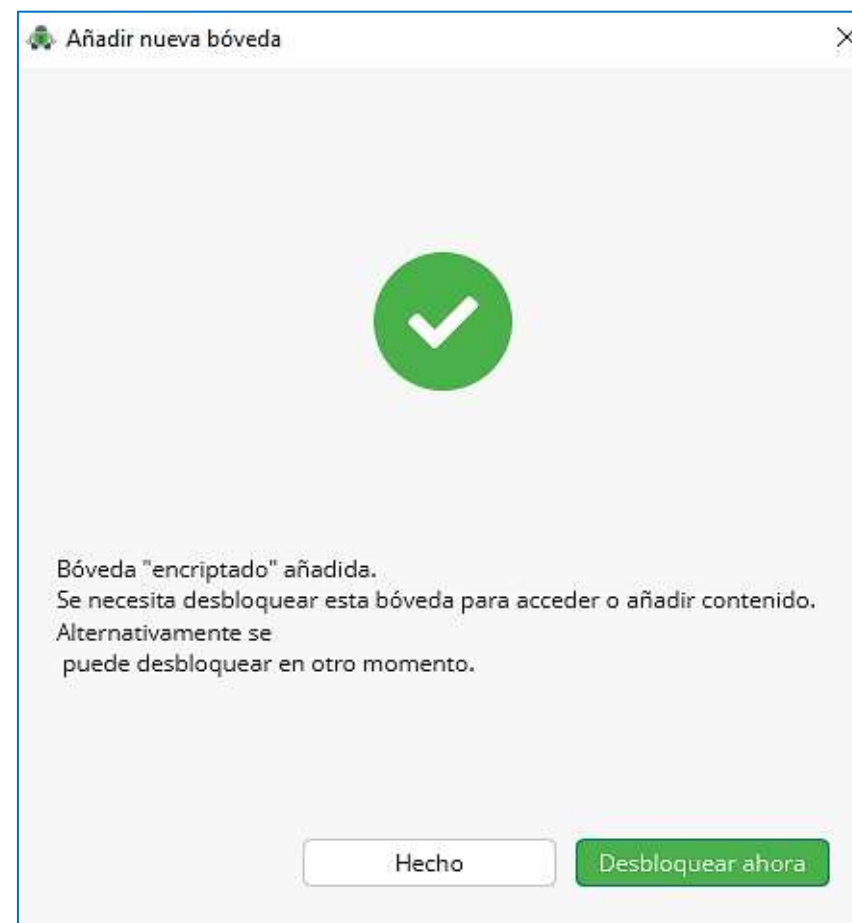 Añadir nueva bóveda
Bóveda "encriptado" añadida.
Se necesita desbloquear esta bóveda para acceder o añadir contenido.
Alternativamente se
puede desbloquear en otro momento.
Hecho
Desbloquear ahora